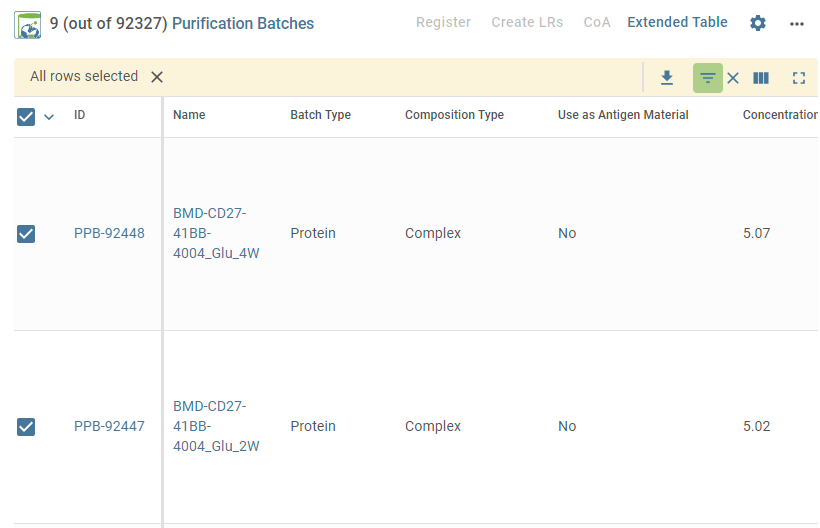 9 (out of 92327) Purification Batches
Register Create LRs CoA Extended Table
All rows selected
ID Name Batch Type Composition Type Use as Antigen Material Concentration
PPB-92448
BMD-CD27-
41BB-
4004_Glu_4W
Protein Complex No 5.07
PPB-92447
BMD-CD27-
41BB-
4004_Glu_2W
Protein Complex No 5.02